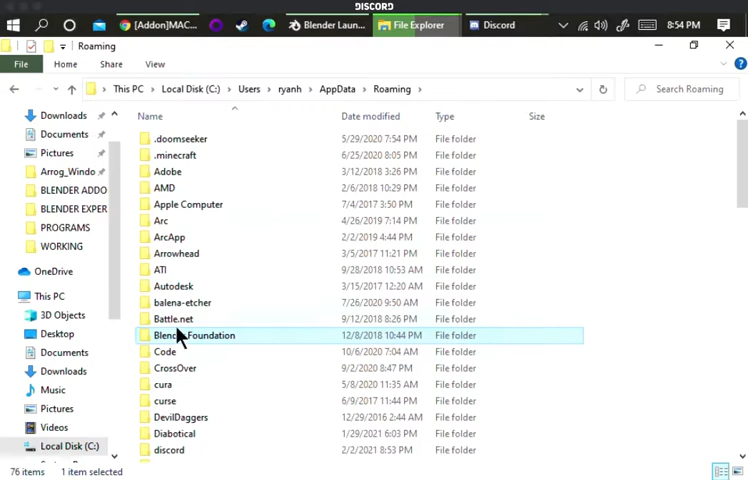 DISCORD
[Addon]MAC...
Blender Laun...
File Explorer
Discord
8:54 PM
Roaming
File Home Share View
This PC Local Disk (C:) Users ryanh AppData Roaming
Search Roaming
Name Date modified Type Size
Downloads
Documents
Pictures
Arrog_Windo
BLENDER ADDO
BLENDER EXPER
PROGRAMS
WORKING
OneDrive
This PC
3D Objects
Desktop
Documents
Downloads
Music
Pictures
Videos
Local Disk (C:)
.doomseeker 5/29/2020 7:54 PM File folder
.minecraft 6/25/2020 8:05 PM File folder
Adobe 3/12/2018 3:26 PM File folder
AMD 2/6/2018 10:29 PM File folder
Apple Computer 7/4/2017 3:50 PM File folder
Arc 4/26/2019 7:14 PM File folder
ArcApp 2/2/2019 4:44 PM File folder
Arrowhead 3/5/2017 11:21 PM File folder
ATI 9/28/2018 10:53 AM File folder
Autodesk 3/15/2017 12:20 AM File folder
balena-etcher 7/26/2020 9:50 AM File folder
Battle.net 9/12/2018 8:26 PM File folder
Blender Foundation 12/8/2018 10:44 PM File folder
Code 10/6/2020 7:04 AM File folder
CrossOver 9/2/2020 8:47 PM File folder
cura 5/8/2020 11:35 AM File folder
curse 6/9/2017 11:44 PM File folder
DevilDaggers 12/29/2016 2:44 AM File folder
Diabotical 1/29/2021 6:03 PM File folder
discord 2/2/2021 8:53 PM File folder
76 items 1 item selected